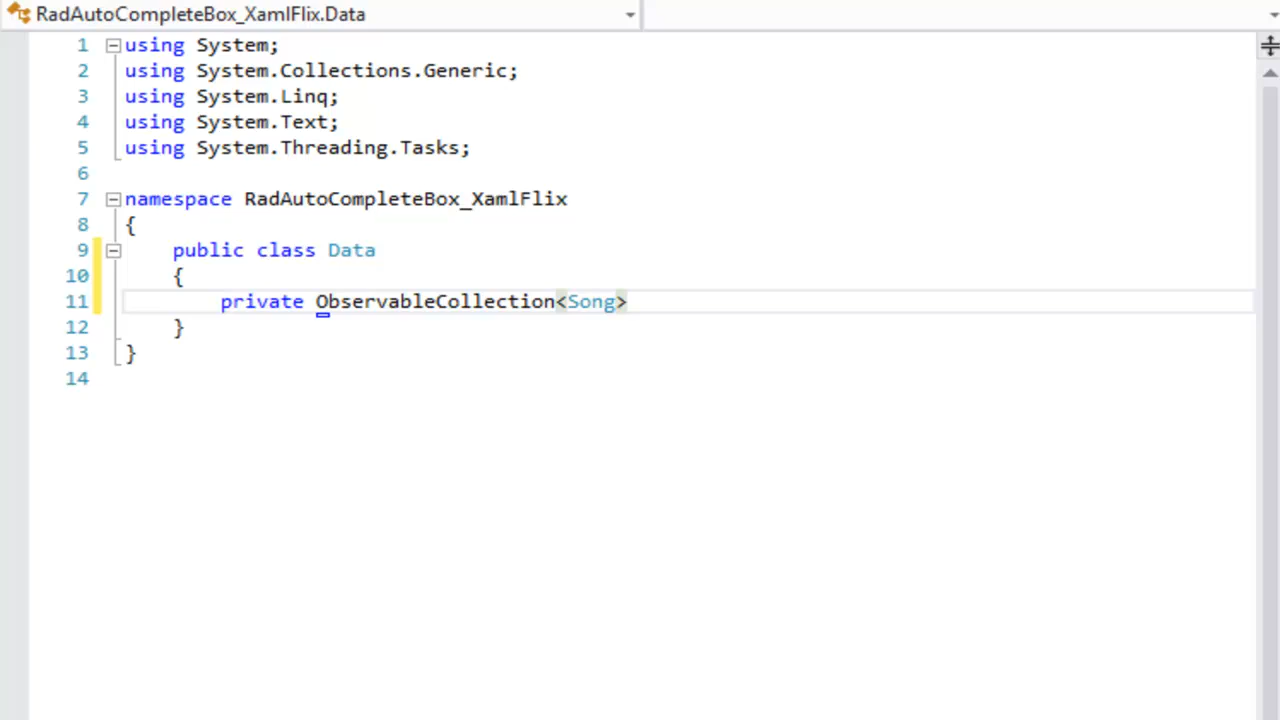 RadAutoCompleteBox_XamlFlix.Data
1 using System;
2 using System.Collections.Generic;
3 using System.Linq;
4 using System.Text;
5 using System.Threading.Tasks;
6
7 namespace RadAutoCompleteBox_XamlFlix
8 {
9 public class Data
10 {
11 private ObservableCollection<Song>
12 }
13 }
14